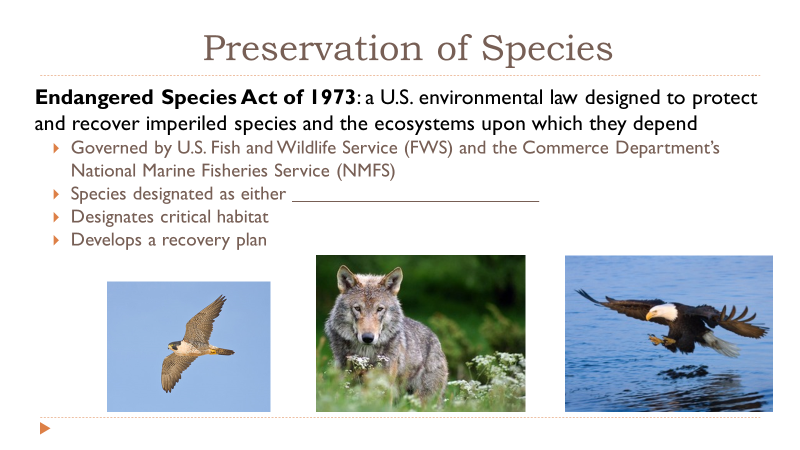 Preservation of Species
Endangered Species Act of 1973: a U.S. environmental law designed to protect
and recover imperiled species and the ecosystems upon which they depend
Governed by U.S. Fish and Wildlife Service (FWS) and the Commerce Department's
National Marine Fisheries Service (NMFS)
Species designated as either __________________________
Designates critical habitat
Develops a recovery plan